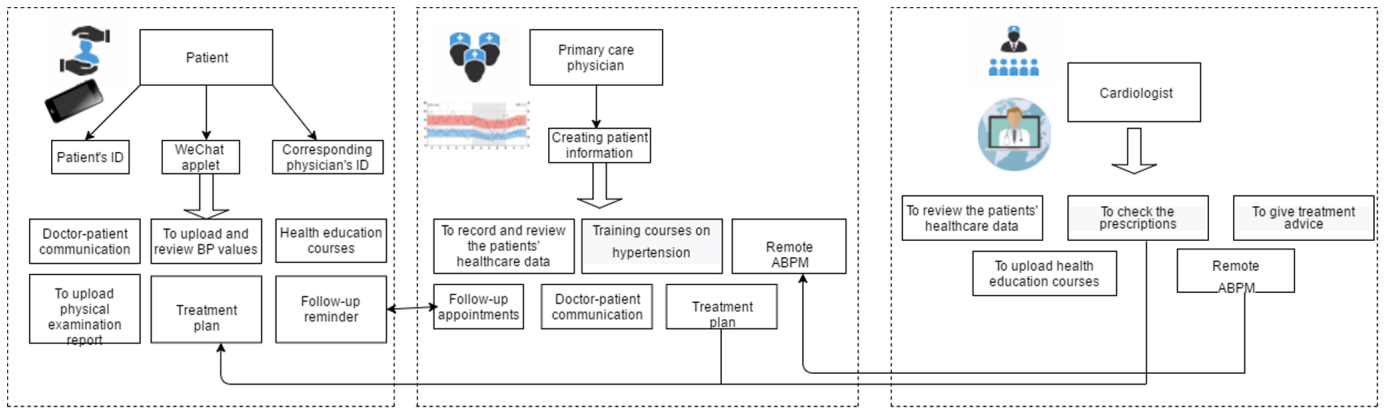 Patient
Patient's ID
WeChat
applet
Corresponding
physician's ID
Doctor-patient
communication
To upload and
review BP values
Health education
courses
To upload
physical
examination
report
Treatment
plan
Follow-up
reminder
Primary care
physician
Creating patient
information
To record and review
the patients'
healthcare data
Training courses on
hypertension
Remote
ABPM
Follow-up
appointments
Doctor-patient
communication
Treatment
plan
Cardiologist
To review the patients'
healthcare data
To check the
prescriptions
To give treatment
advice
To upload health
education courses
Remote
ABPM